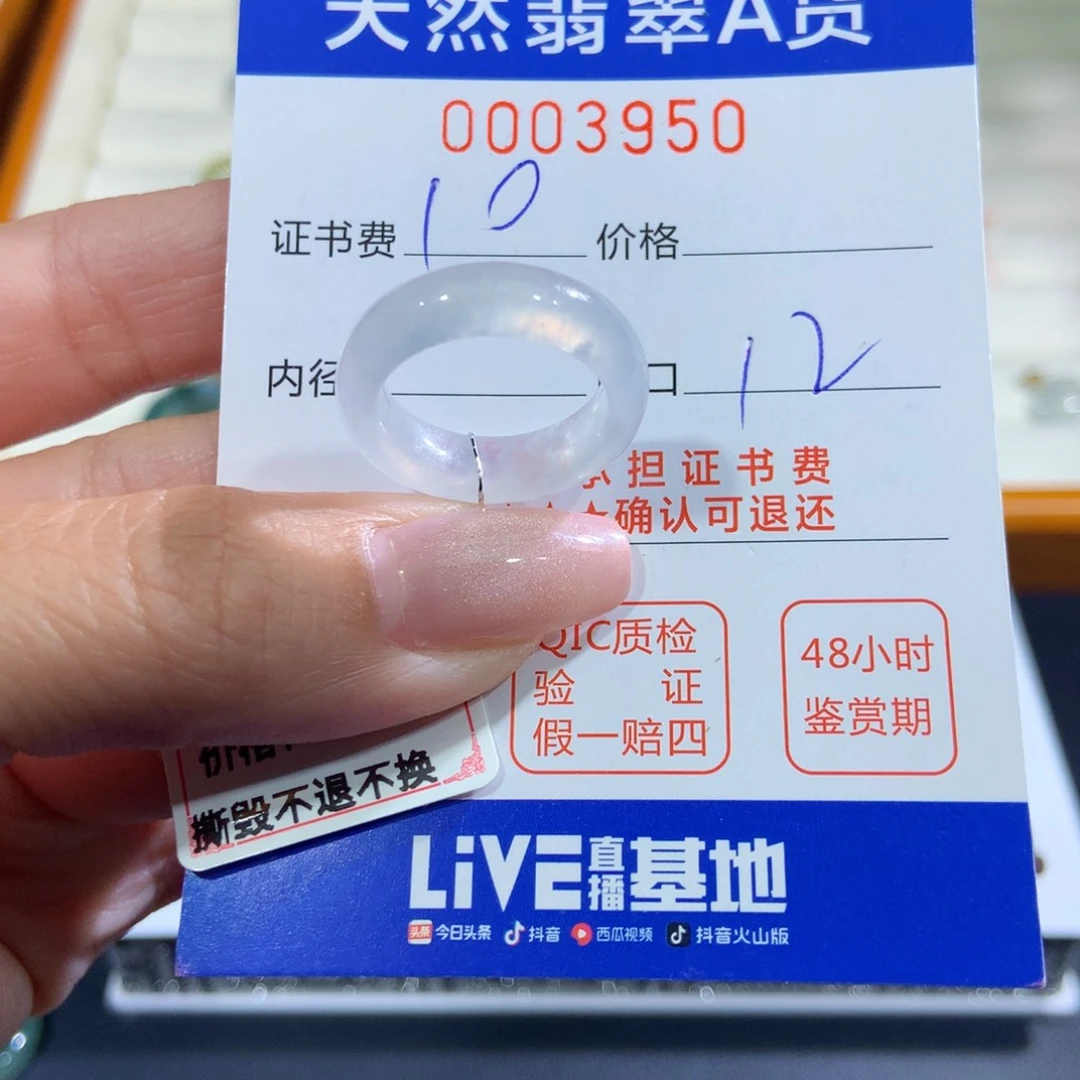 天然翡翠A货
0003950
证书费 10 价格
内径 口 12
担证书费
★确认可退还
QIC质检
验 证
假一赔四
48小时
鉴赏期
撕毁不退不换
LiVE直播基地
头条 今日头条 抖音 西瓜视频 抖音火山版